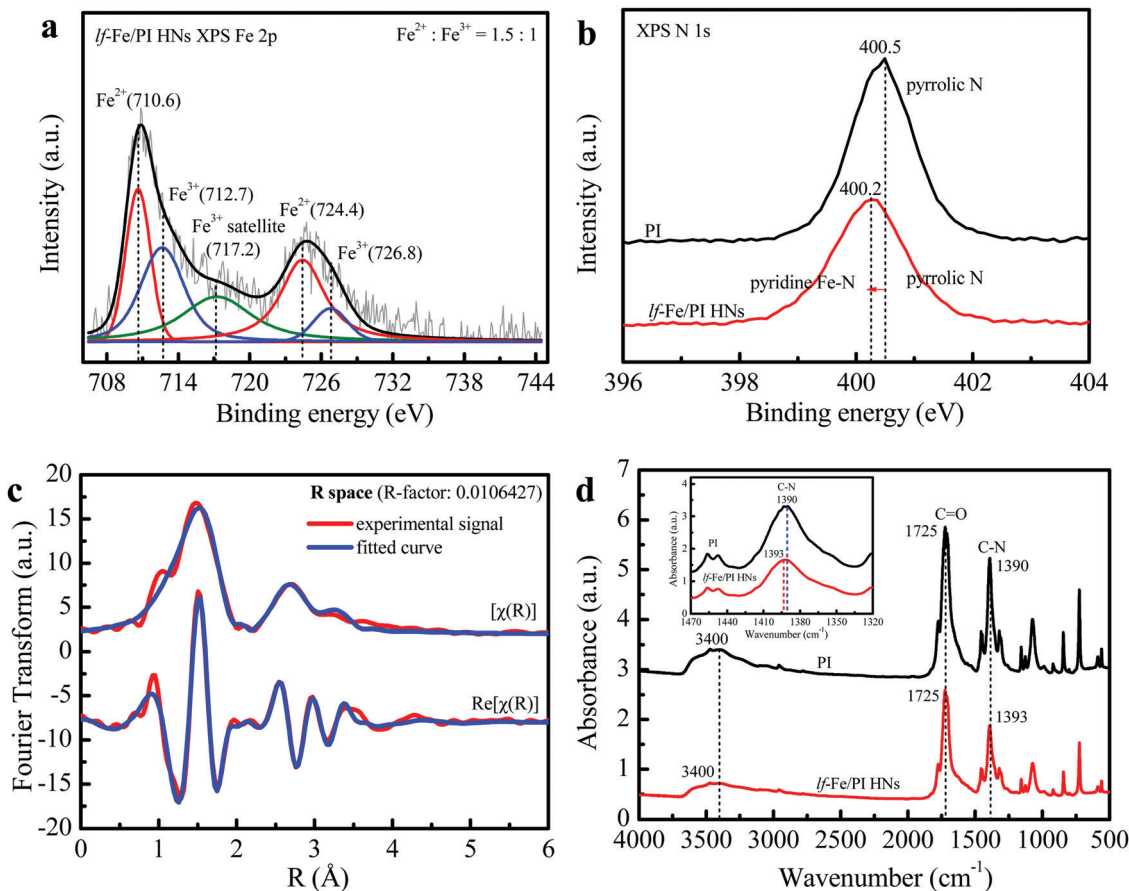 a
lf-Fe/PI HNs XPS Fe 2p
Fe²⁺ : Fe³⁺ = 1.5 : 1
Fe²⁺(710.6)
Fe³⁺(712.7)
Fe³⁺ satellite
(717.2)
Fe²⁺(724.4)
Fe³⁺(726.8)
Intensity (a.u.)
708 714 720 726 732 738 744
Binding energy (eV)
b
XPS N 1s
400.5
pyrrolic N
400.2
PI
pyridine Fe-N
pyrrolic N
lf-Fe/PI HNs
Intensity (a.u.)
396 398 400 402 404
Binding energy (eV)
c
R space (R-factor: 0.0106427)
experimental signal
fitted curve
[χ(R)]
Re[χ(R)]
Fourier Transform (a.u.)
20
15
10
5
0
-5
-10
-15
-20
0 1 2 3 4 5 6
R (Å)
d
C-N
1390
PI
1393
lf-Fe/PI HNs
Absorbance (a.u.)
4
3
2
1
0
1470 1440 1410 1380 1350 1320
Wavenumber (cm⁻¹)
C=O
1725
C-N
1390
3400
PI
1725
1393
3400
lf-Fe/PI HNs
Absorbance (a.u.)
7
6
5
4
3
2
1
0
4000 3500 3000 2500 2000 1500 1000 500
Wavenumber (cm⁻¹)